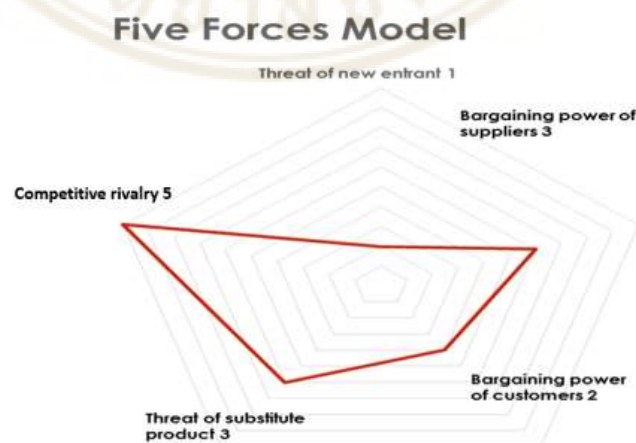 Five Forces Model
Threat of new entrant 1
Bargaining power of
suppliers 3
Competitive rivalry 5
Bargaining power
of customers 2
Threat of substitute
product 3